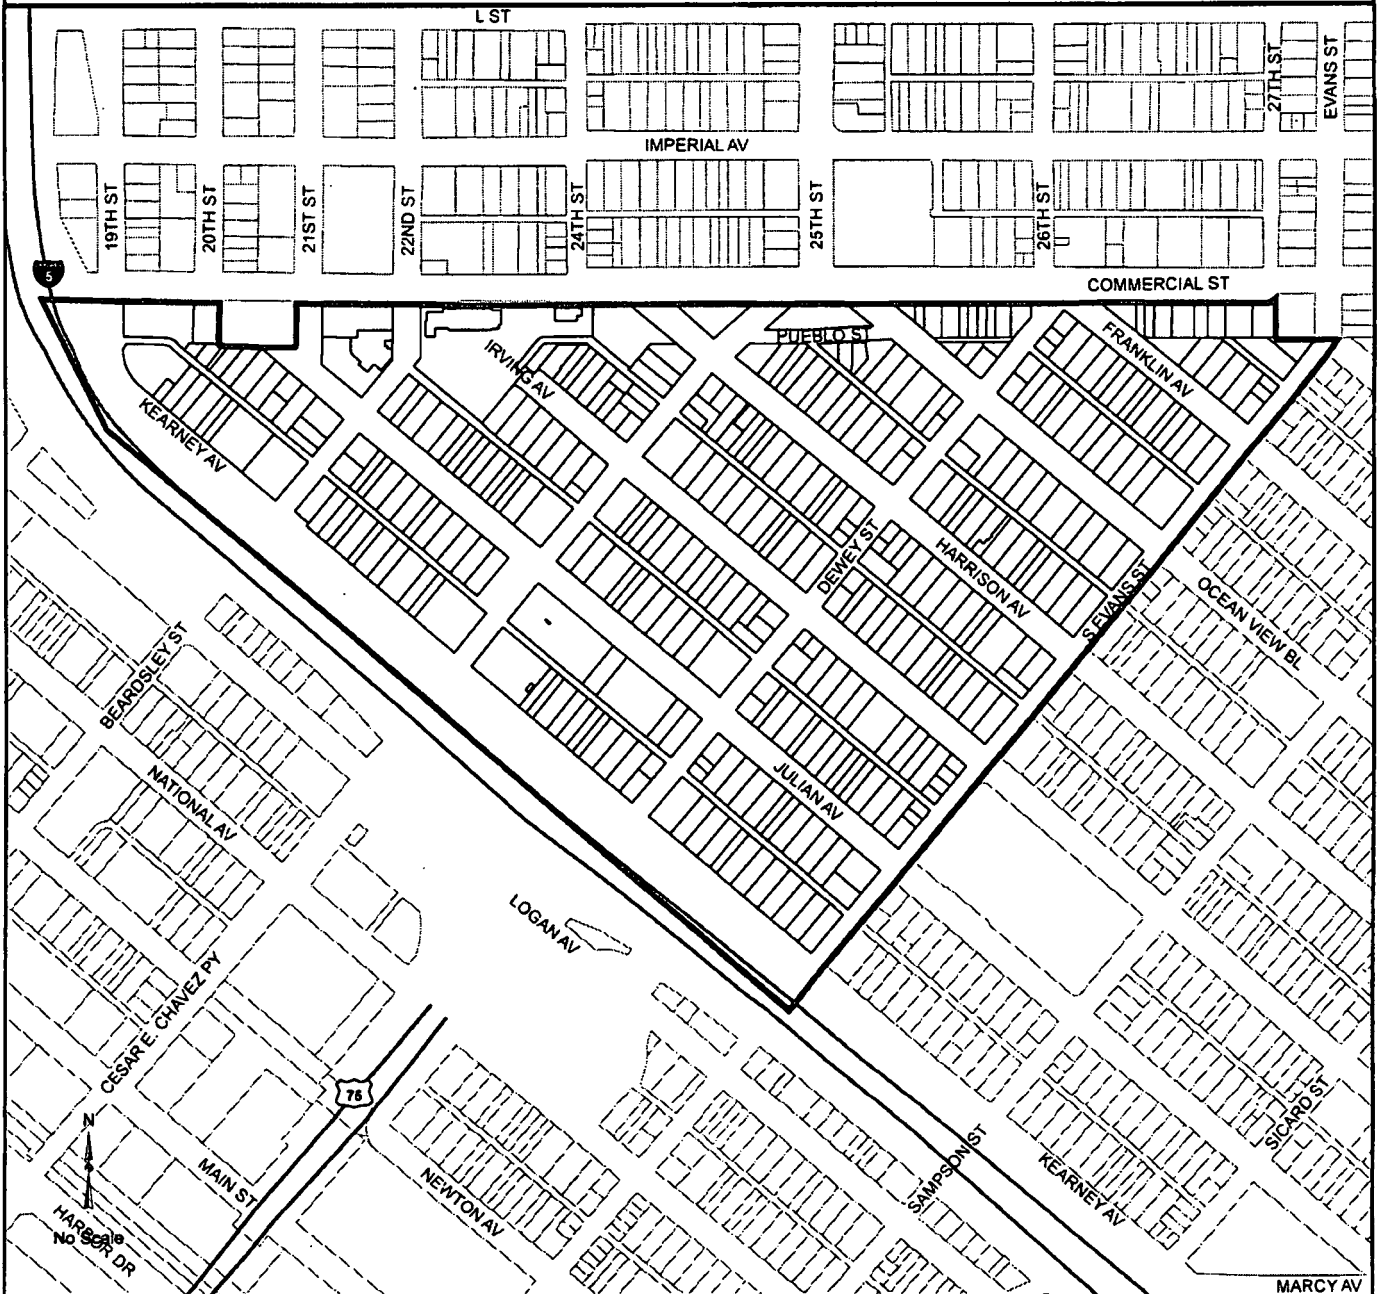 L ST
27TH ST
EVANS ST
IMPERIAL AV
19TH ST
20TH ST
21ST ST
22ND ST
24TH ST
25TH ST
26TH ST
5
COMMERCIAL ST
PUEBLO ST
FRANKLIN AV
IRVING AV
KEARNEY AV
DEWEY ST
HARRISON AV
S EVANS ST
OCEAN VIEW BL
BEARDSLEY ST
NATIONAL AV
JULIAN AV
LOGAN AV
CESAR E. CHAVEZ PY
75
N
MAIN ST
NEWTON AV
SAMPSON ST
KEARNEY AV
SICARD ST
HARBOR DR
No Scale
MARCY AV